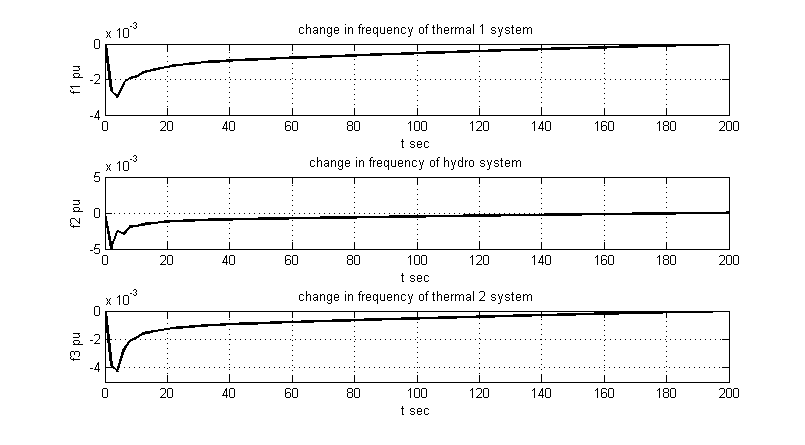 change in frequency of thermal 1 system
x 10^-3
0
-2
-4
f1 pu
0 20 40 60 80 100 120 140 160 180 200
t sec
change in frequency of hydro system
x 10^-3
5
0
-5
f2 pu
0 20 40 60 80 100 120 140 160 180 200
t sec
change in frequency of thermal 2 system
x 10^-3
0
-2
-4
f3 pu
0 20 40 60 80 100 120 140 160 180 200
t sec